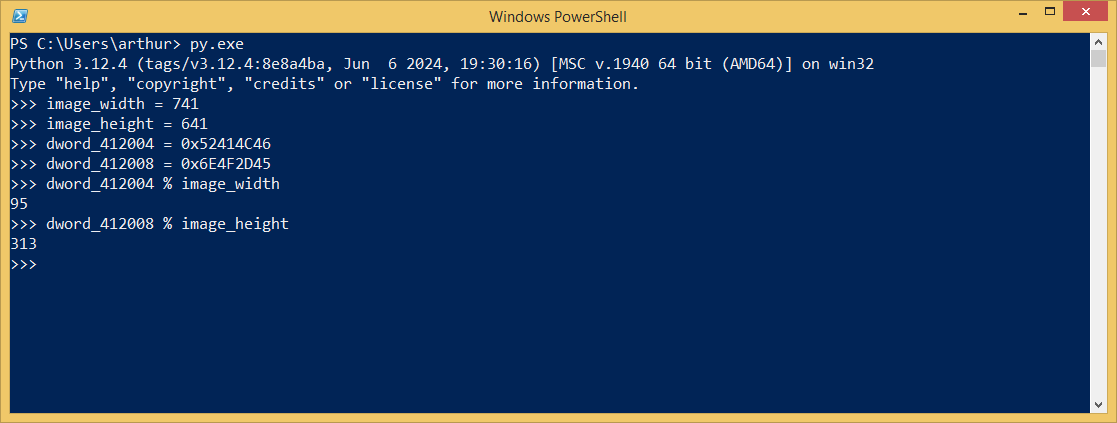 Windows PowerShell
PS C:\Users\arthur> py.exe
Python 3.12.4 (tags/v3.12.4:8e8a4ba, Jun  6 2024, 19:30:16) [MSC v.1940 64 bit (AMD64)] on win32
Type "help", "copyright", "credits" or "license" for more information.
>>> image_width = 741
>>> image_height = 641
>>> dword_412004 = 0x52414C46
>>> dword_412008 = 0x6E4F2D45
>>> dword_412004 % image_width
95
>>> dword_412008 % image_height
313
>>>